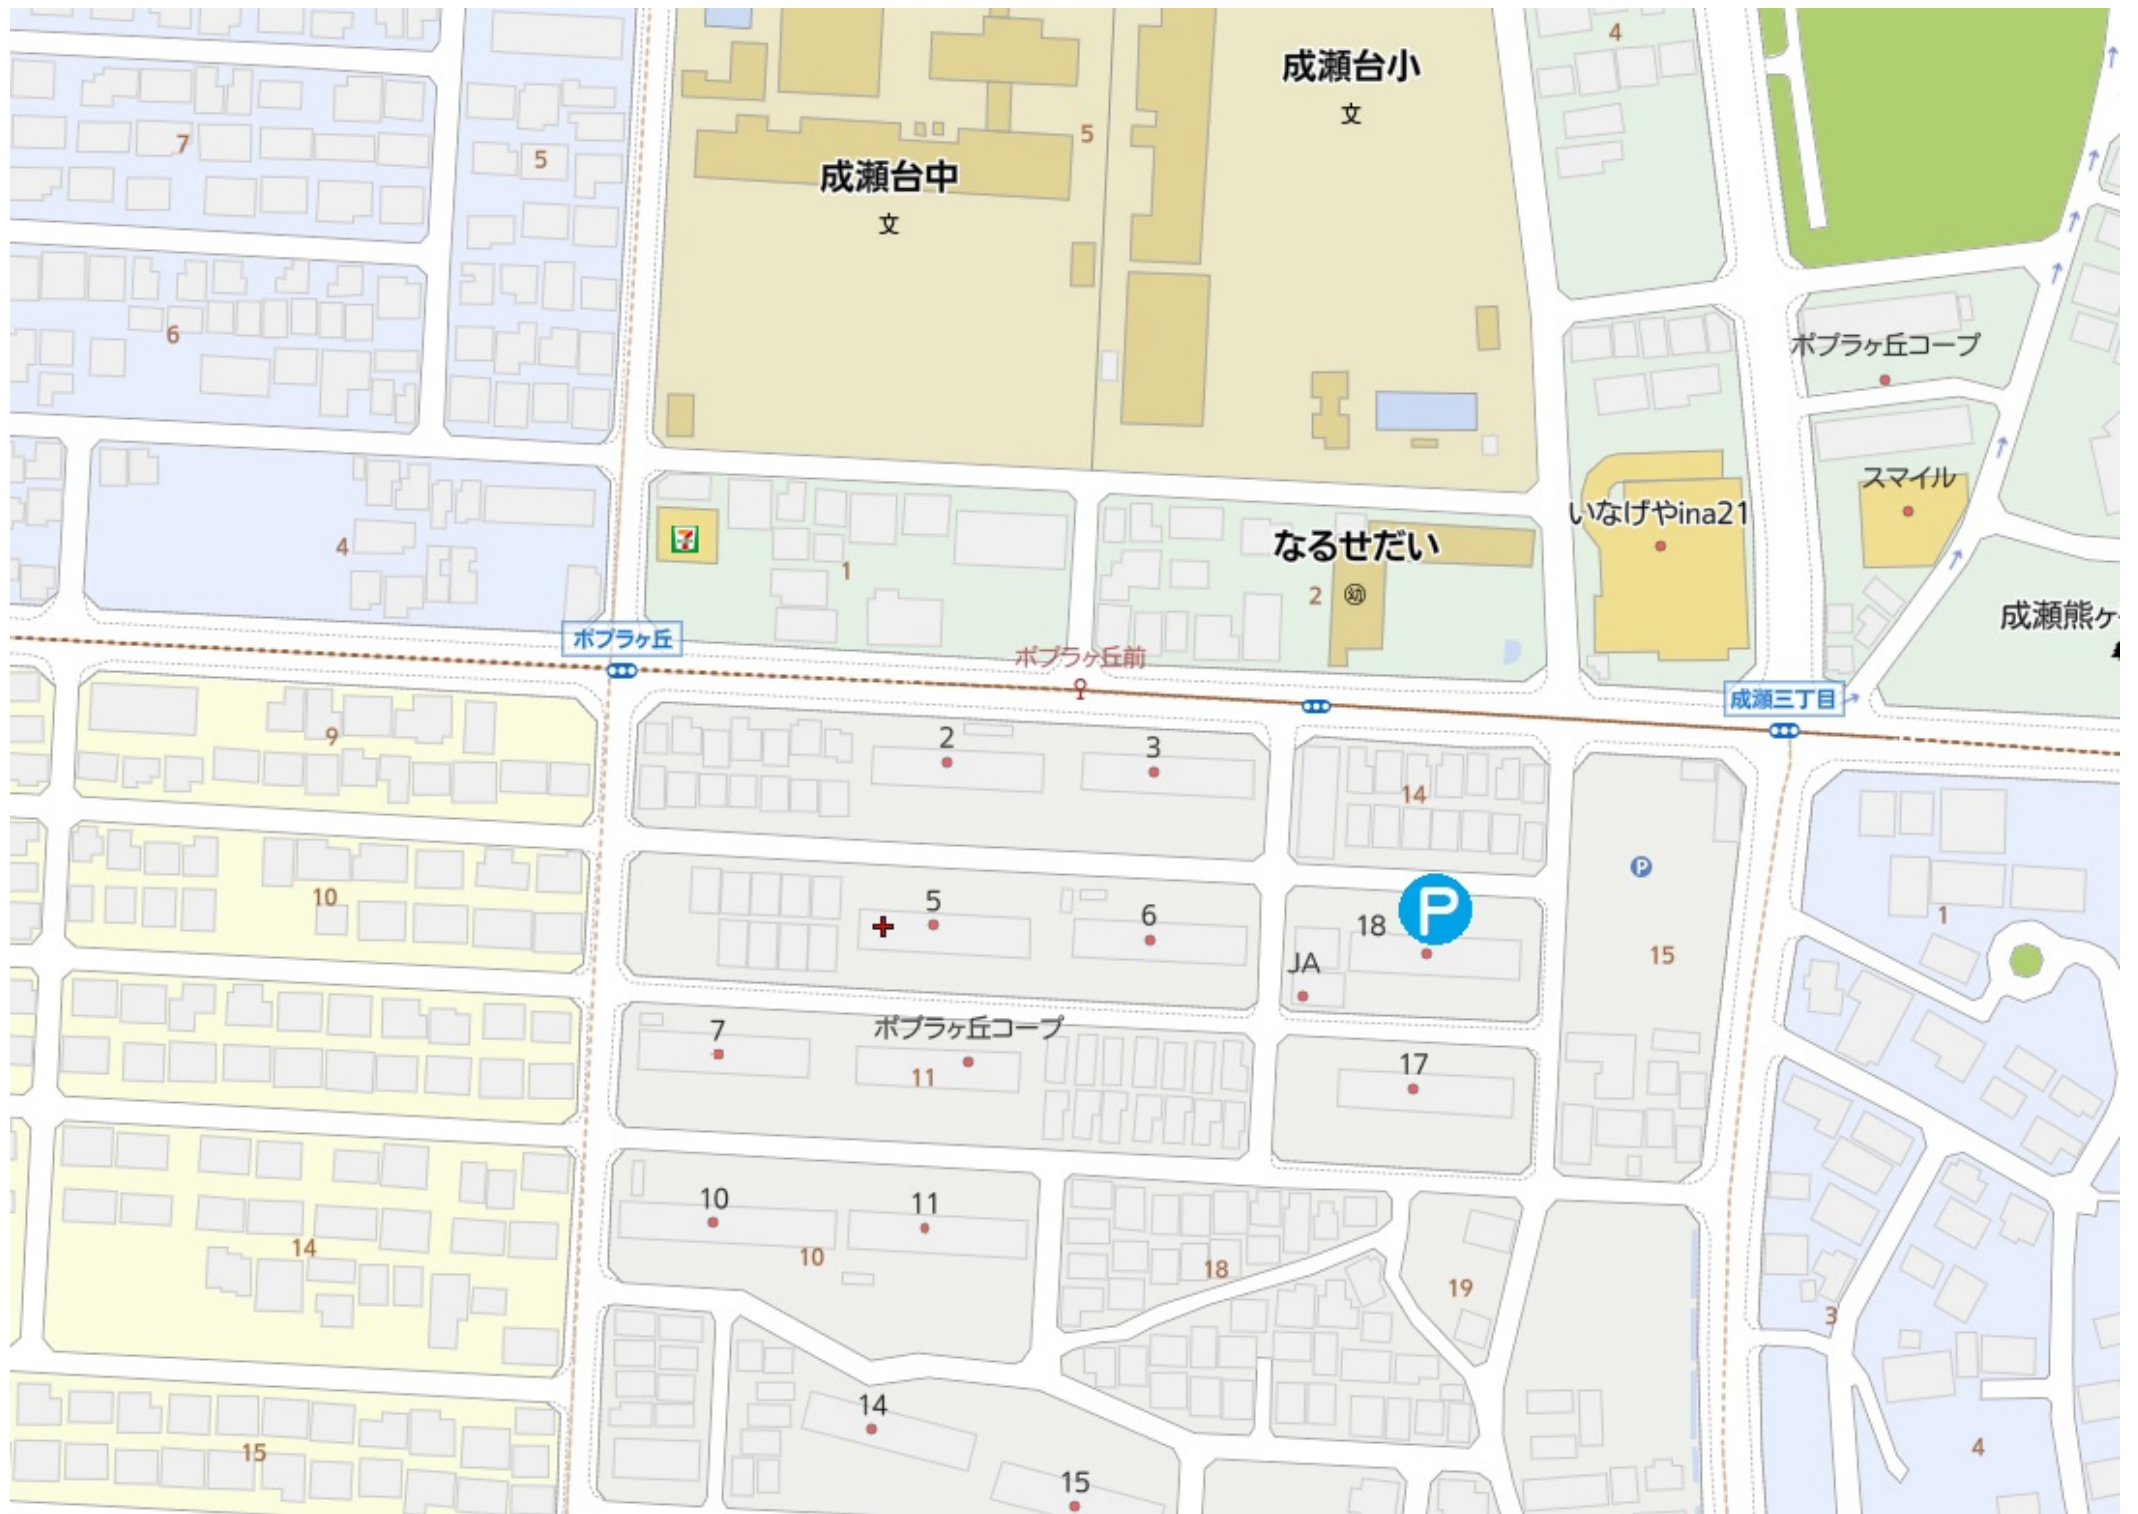 4
成瀬台小
文
7
5
5
成瀬台中
文
6
ポプラヶ丘コープ
スマイル
いなげやina21
4
1
なるせだい
2
幼
成瀬熊ヶ
ポプラヶ丘
ポプラヶ丘前
成瀬三丁目
9
2
3
14
P
10
5
6
18
P
15
1
JA
7
ポプラヶ丘コープ
11
17
14
10
11
10
18
19
3
14
15
15
4